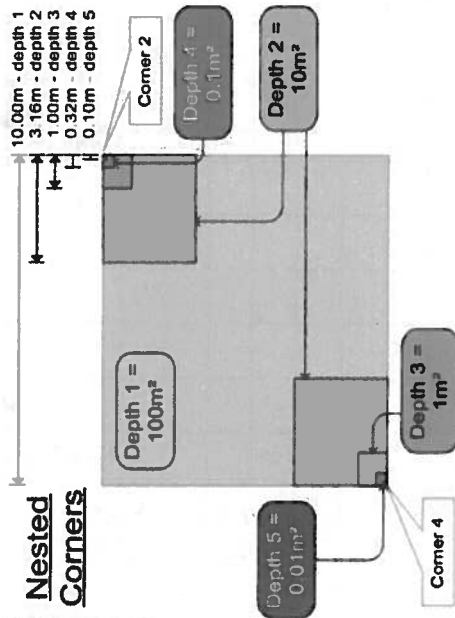 Nested
Corners
10.00m - depth 1
3.16m - depth 2
1.00m - depth 3
0.32m - depth 4
0.10m - depth 5
Corner 2
Depth 4 =
0.1m²
Depth 2 =
10m²
Depth 1 =
100m²
Depth 3 =
1m²
Depth 5 =
0.01m²
Corner 4